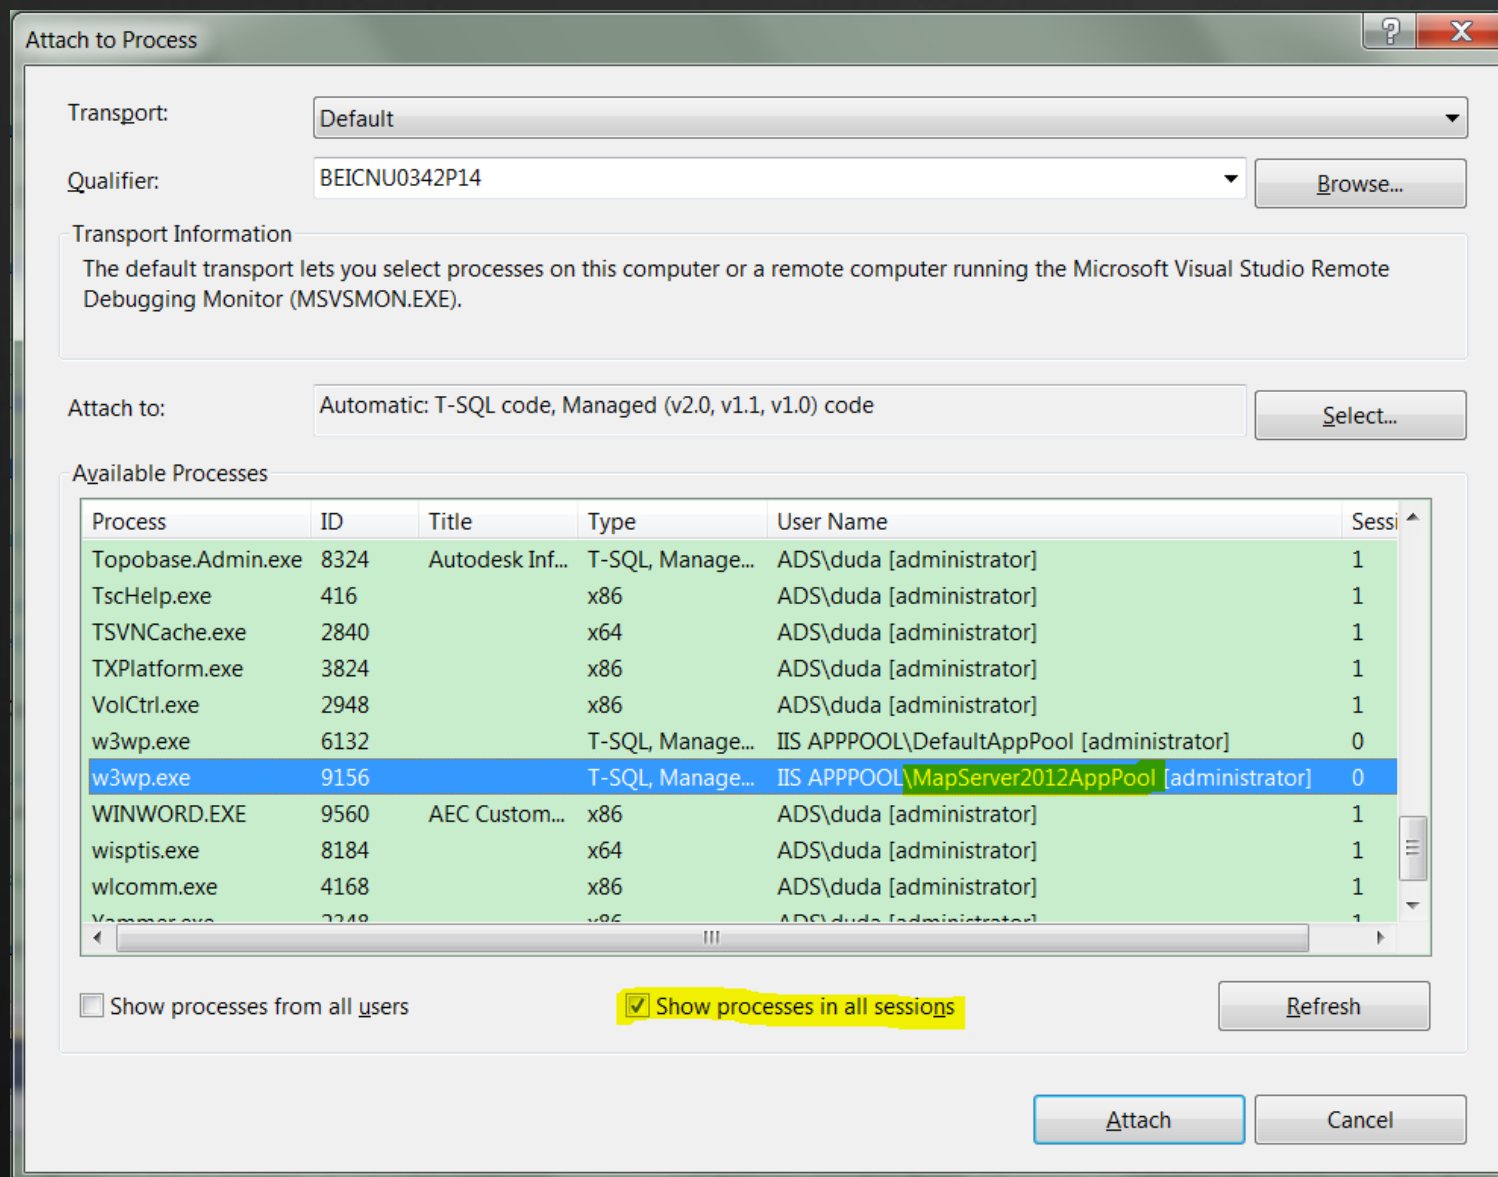 Attach to Process
Transport:
Default
Qualifier:
BEICNU0342P14
Browse...
Transport Information
The default transport lets you select processes on this computer or a remote computer running the Microsoft Visual Studio Remote
Debugging Monitor (MSVSMON.EXE).
Attach to:
Automatic: T-SQL code, Managed (v2.0, v1.1, v1.0) code
Select...
Available Processes
Process ID Title Type User Name Sessi
Topobase.Admin.exe 8324 Autodesk Inf... T-SQL, Manage... ADS\duda [administrator] 1
TscHelp.exe 416 x86 ADS\duda [administrator] 1
TSVNCache.exe 2840 x64 ADS\duda [administrator] 1
TXPlatform.exe 3824 x86 ADS\duda [administrator] 1
VolCtrl.exe 2948 x86 ADS\duda [administrator] 1
w3wp.exe 6132 T-SQL, Manage... IIS APPPOOL\DefaultAppPool [administrator] 0
w3wp.exe 9156 T-SQL, Manage... IIS APPPOOL\MapServer2012AppPool [administrator] 0
WINWORD.EXE 9560 AEC Custom... x86 ADS\duda [administrator] 1
wisptis.exe 8184 x64 ADS\duda [administrator] 1
wlcomm.exe 4168 x86 ADS\duda [administrator] 1
Yammer.exe 2348 x86 ADS\duda [administrator] 1
Show processes from all users
Show processes in all sessions
Refresh
Attach
Cancel